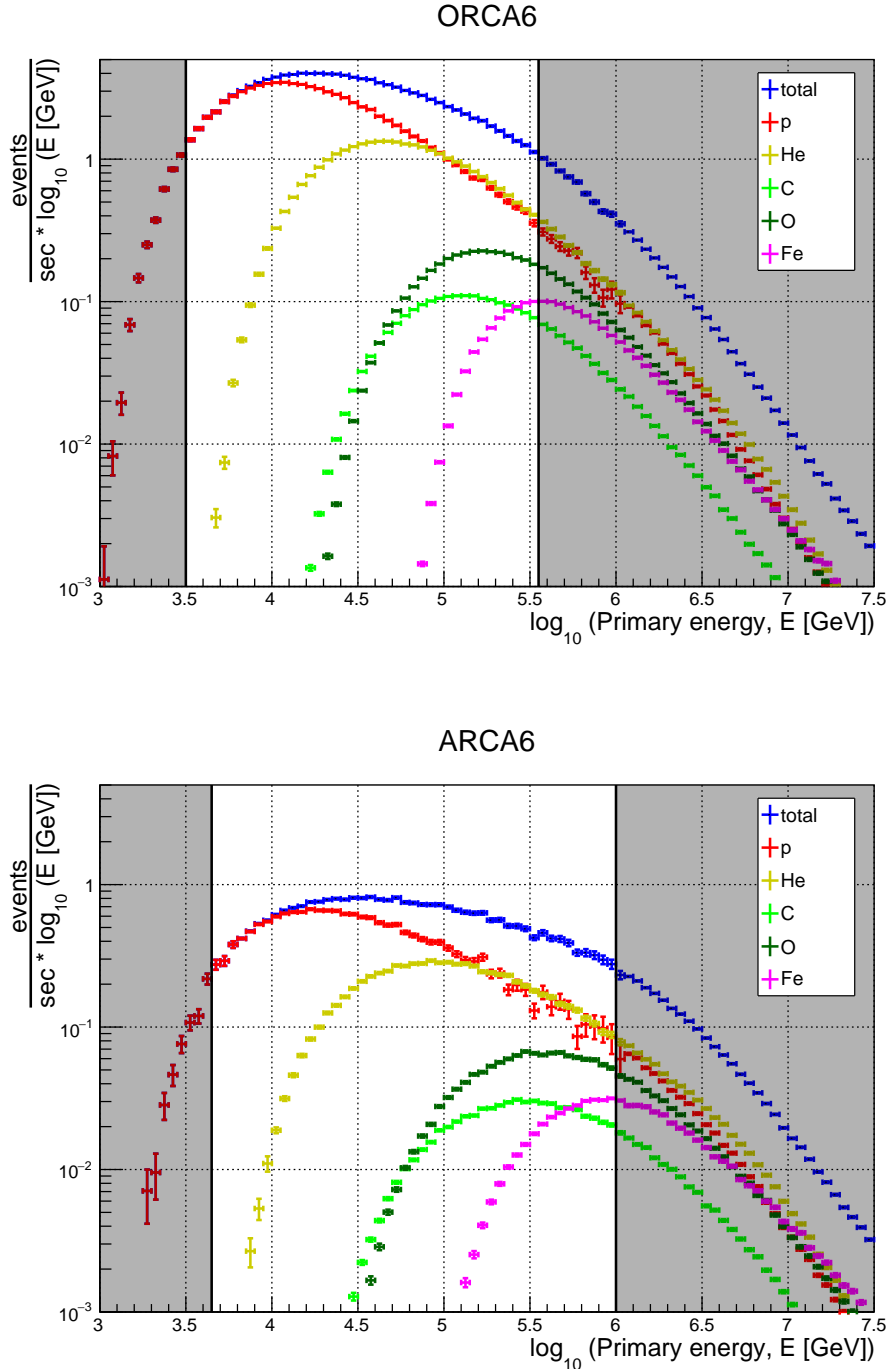 ORCA6
events
sec * log10 (E [GeV])
1
10−1
10−2
10−3
total
p
He
C
O
Fe
3 3.5 4 4.5 5 5.5 6 6.5 7 7.5
log10 (Primary energy, E [GeV])
ARCA6
events
sec * log10 (E [GeV])
1
10−1
10−2
10−3
total
p
He
C
O
Fe
3 3.5 4 4.5 5 5.5 6 6.5 7 7.5
log10 (Primary energy, E [GeV])